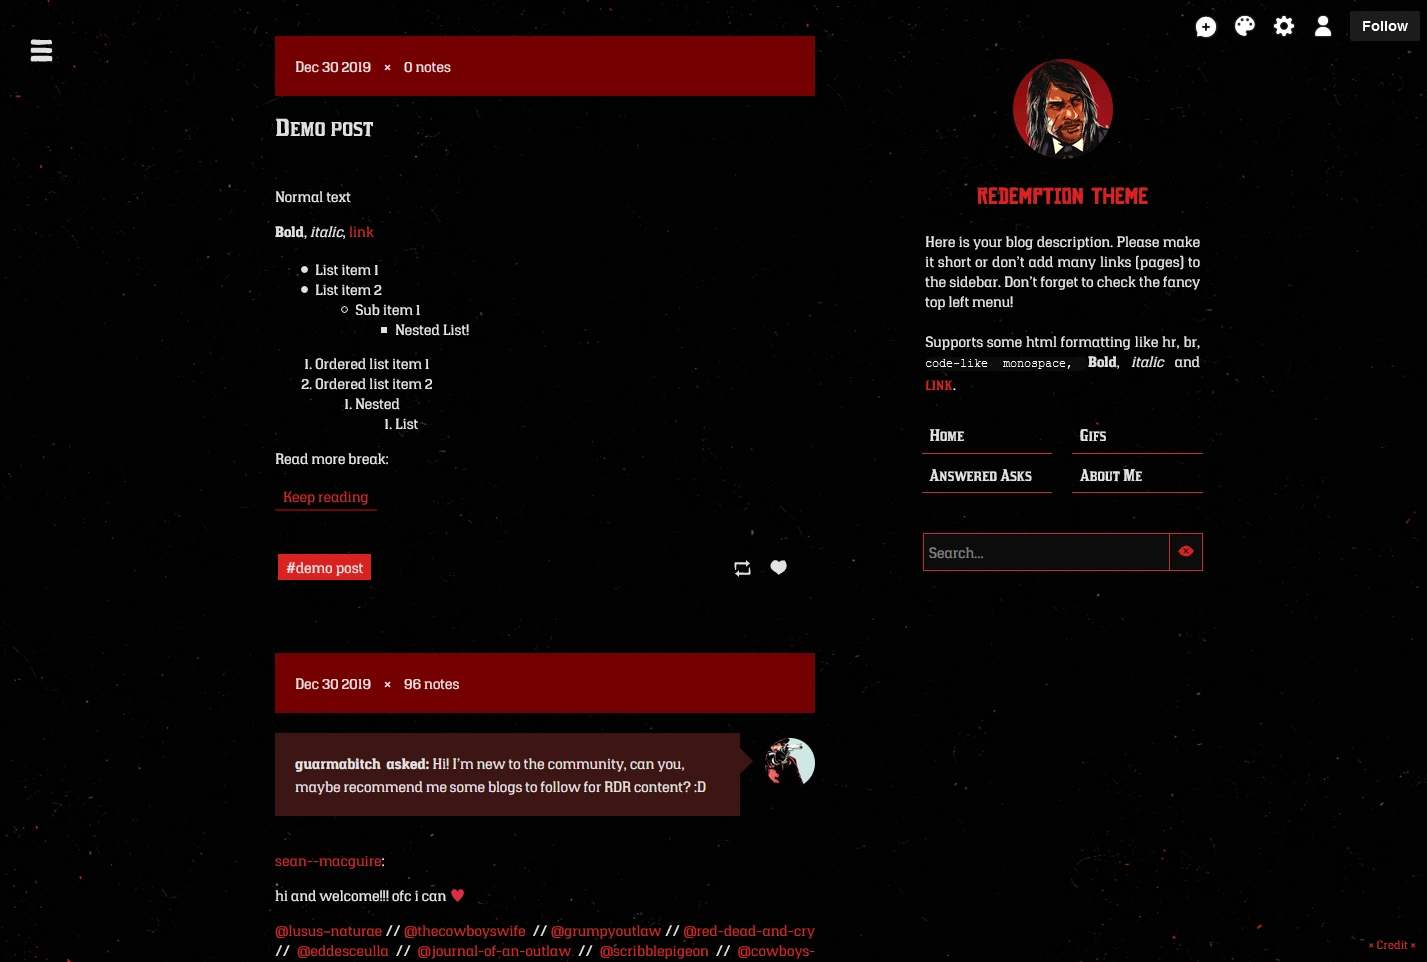 Follow
Dec 30 2019 × 0 notes
Demo post
Normal text
Bold, italic, link
List item 1
List item 2
Sub item 1
Nested List!
1. Ordered list item 1
2. Ordered list item 2
1. Nested
1. List
Read more break:
Keep reading
#demo post
Dec 30 2019 × 96 notes
guarmabitch asked: Hi! I'm new to the community, can you,
maybe recommend me some blogs to follow for RDR content? :D
sean--macguire:
hi and welcome!!! ofc i can ♥
@lusus-naturae // @thecowboyswife // @grumpyoutlaw // @red-dead-and-cry
// @eddesceulla // @journal-of-an-outlaw // @scribblepigeon // @cowboys-
REDEMPTION THEME
Here is your blog description. Please make
it short or don't add many links (pages) to
the sidebar. Don't forget to check the fancy
top left menu!
Supports some html formatting like hr, br,
code-like monospace, Bold, italic and
LINK.
Home
Gifs
Answered Asks
About Me
Search...
× Credit ×